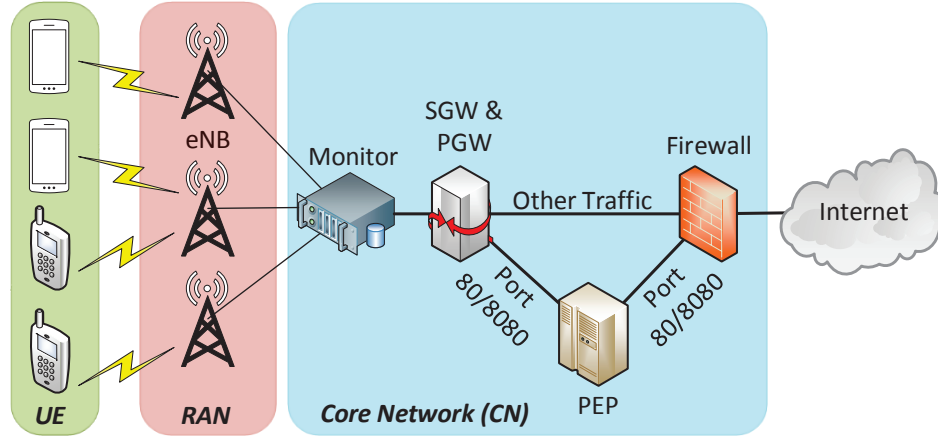 SGW &
PGW
Firewall
eNB
Monitor
Other Traffic
Internet
Port
80/8080
Port
80/8080
PEP
UE
RAN
Core Network (CN)